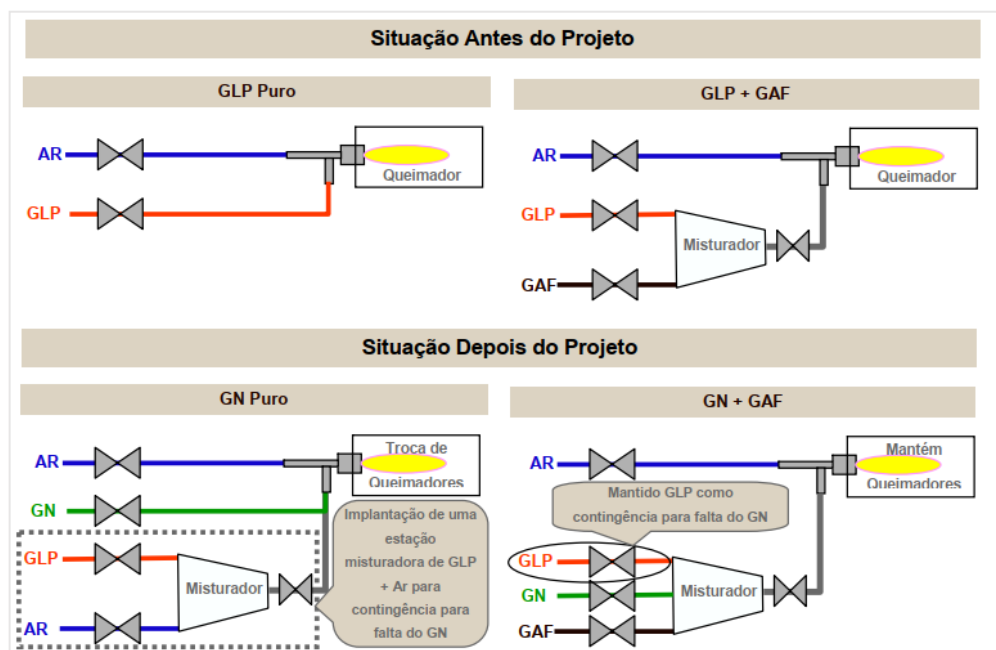 Situação Antes do Projeto
GLP Puro
AR
GLP
Queimador
GLP + GAF
AR
GLP
GAF
Misturador
Queimador
Situação Depois do Projeto
GN Puro
AR
GN
GLP
AR
Misturador
Troca de
Queimadores
Implantação de uma
estação
misturadora de GLP
+ Ar para
contingência para
falta do GN
GN + GAF
AR
Mantém
Queimadores
Mantido GLP como
contingência para falta do GN
GLP
GN
GAF
Misturador